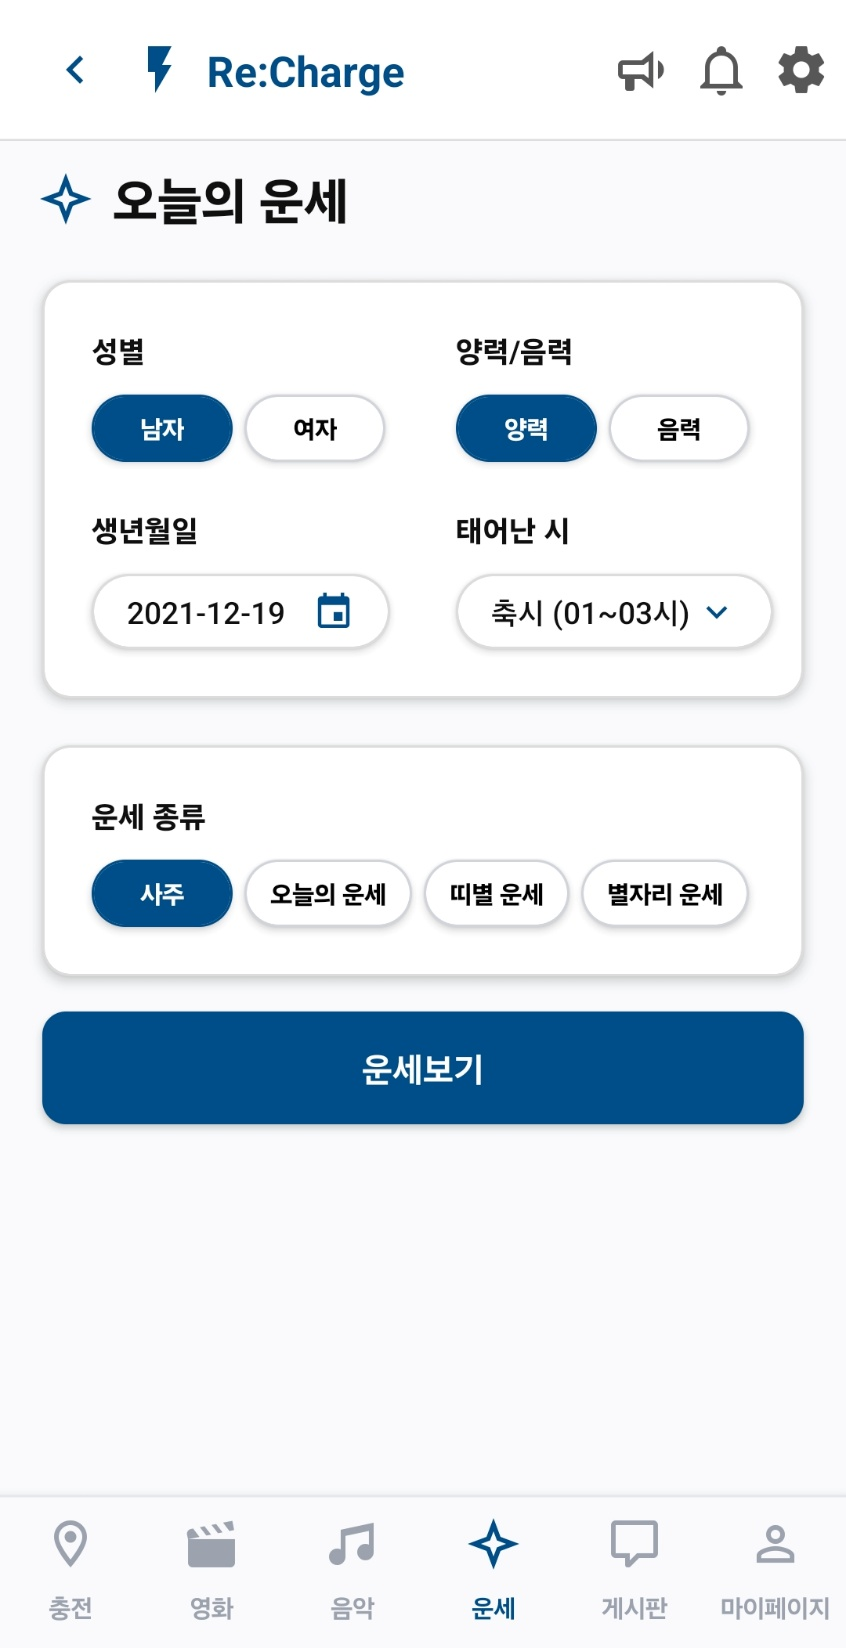 Re:Charge
오늘의 운세
성별
양력/음력
남자 여자
양력 음력
생년월일
태어난 시
2021-12-19
축시 (01~03시)
운세 종류
사주 오늘의 운세 띠별 운세 별자리 운세
운세보기
충전 영화 음악 운세 게시판 마이페이지